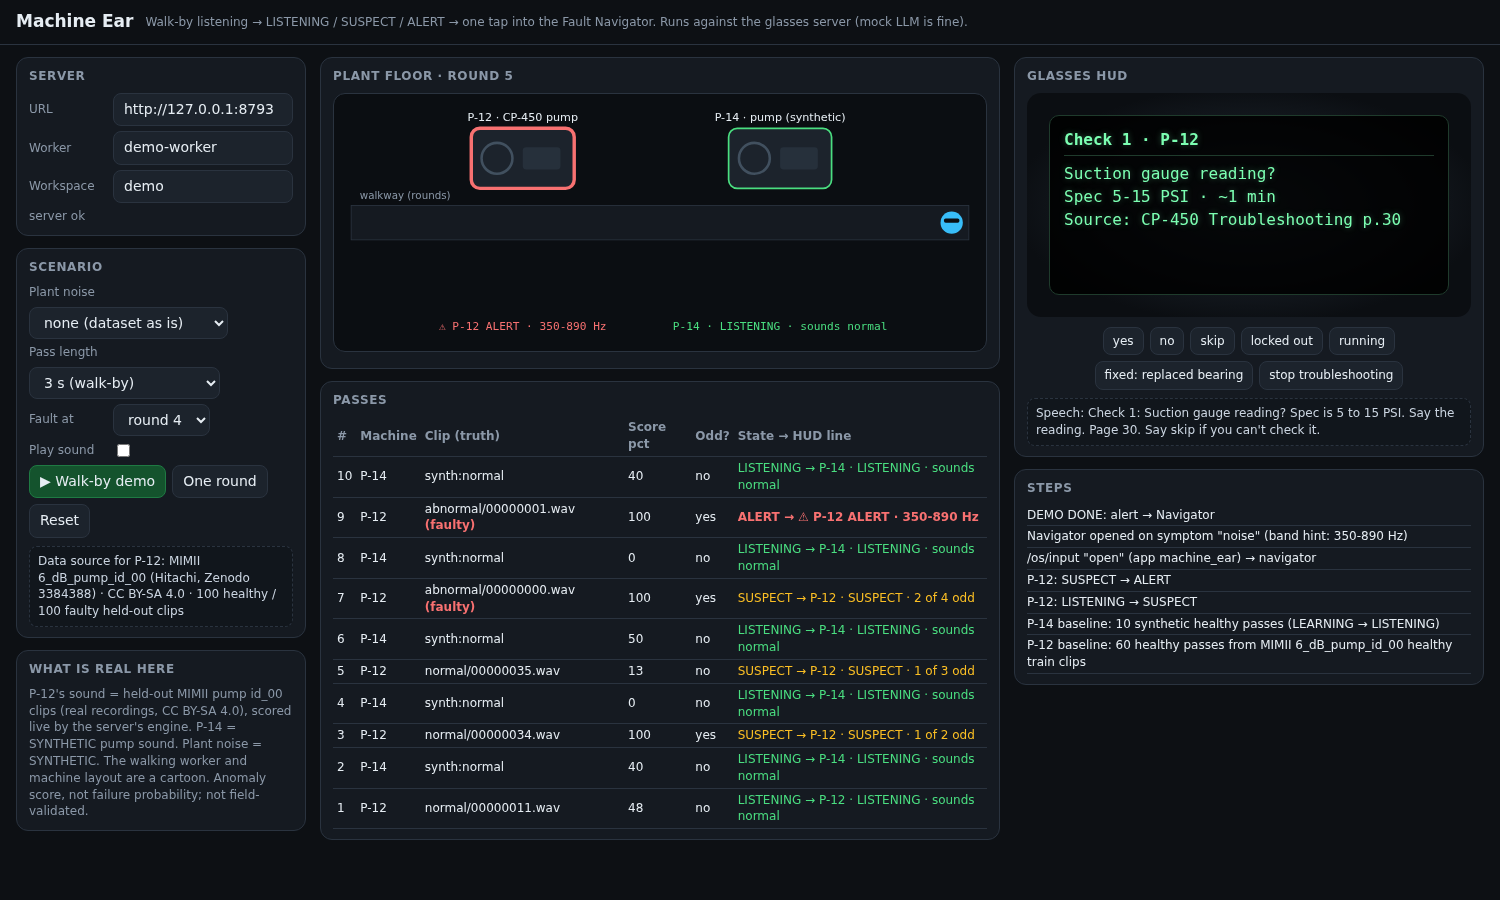 Machine Ear
Walk-by listening → LISTENING / SUSPECT / ALERT → one tap into the Fault Navigator. Runs against the glasses server (mock LLM is fine).
SERVER
URL http://127.0.0.1:8793
Worker demo-worker
Workspace demo
server ok
SCENARIO
Plant noise
none (dataset as is)
Pass length
3 s (walk-by)
Fault at round 4
Play sound
▶ Walk-by demo One round
Reset
Data source for P-12: MIMII
6_dB_pump_id_00 (Hitachi, Zenodo
3384388) · CC BY-SA 4.0 · 100 healthy /
100 faulty held-out clips
WHAT IS REAL HERE
P-12's sound = held-out MIMII pump id_00
clips (real recordings, CC BY-SA 4.0), scored
live by the server's engine. P-14 =
SYNTHETIC pump sound. Plant noise =
SYNTHETIC. The walking worker and
machine layout are a cartoon. Anomaly
score, not failure probability; not field-
validated.
PLANT FLOOR · ROUND 5
P-12 · CP-450 pump P-14 · pump (synthetic)
walkway (rounds)
⚠ P-12 ALERT · 350-890 Hz P-14 · LISTENING · sounds normal
PASSES
# Machine Clip (truth) Score pct Odd? State → HUD line
10 P-14 synth:normal 40 no LISTENING → P-14 · LISTENING · sounds
normal
9 P-12 abnormal/00000001.wav (faulty) 100 yes ALERT → ⚠ P-12 ALERT · 350-890 Hz
8 P-14 synth:normal 0 no LISTENING → P-14 · LISTENING · sounds
normal
7 P-12 abnormal/00000000.wav (faulty) 100 yes SUSPECT → P-12 · SUSPECT · 2 of 4 odd
6 P-14 synth:normal 50 no LISTENING → P-14 · LISTENING · sounds
normal
5 P-12 normal/00000035.wav 13 no SUSPECT → P-12 · SUSPECT · 1 of 3 odd
4 P-14 synth:normal 0 no LISTENING → P-14 · LISTENING · sounds
normal
3 P-12 normal/00000034.wav 100 yes SUSPECT → P-12 · SUSPECT · 1 of 2 odd
2 P-14 synth:normal 40 no LISTENING → P-14 · LISTENING · sounds
normal
1 P-12 normal/00000011.wav 48 no LISTENING → P-12 · LISTENING · sounds
normal
GLASSES HUD
Check 1 · P-12
Suction gauge reading?
Spec 5-15 PSI · ~1 min
Source: CP-450 Troubleshooting p.30
yes no skip locked out running
fixed: replaced bearing stop troubleshooting
Speech: Check 1: Suction gauge reading? Spec is 5 to 15 PSI. Say the
reading. Page 30. Say skip if you can't check it.
STEPS
DEMO DONE: alert → Navigator
Navigator opened on symptom "noise" (band hint: 350-890 Hz)
/os/input "open" (app machine_ear) → navigator
P-12: SUSPECT → ALERT
P-12: LISTENING → SUSPECT
P-14 baseline: 10 synthetic healthy passes (LEARNING → LISTENING)
P-12 baseline: 60 healthy passes from MIMII 6_dB_pump_id_00 healthy
train clips